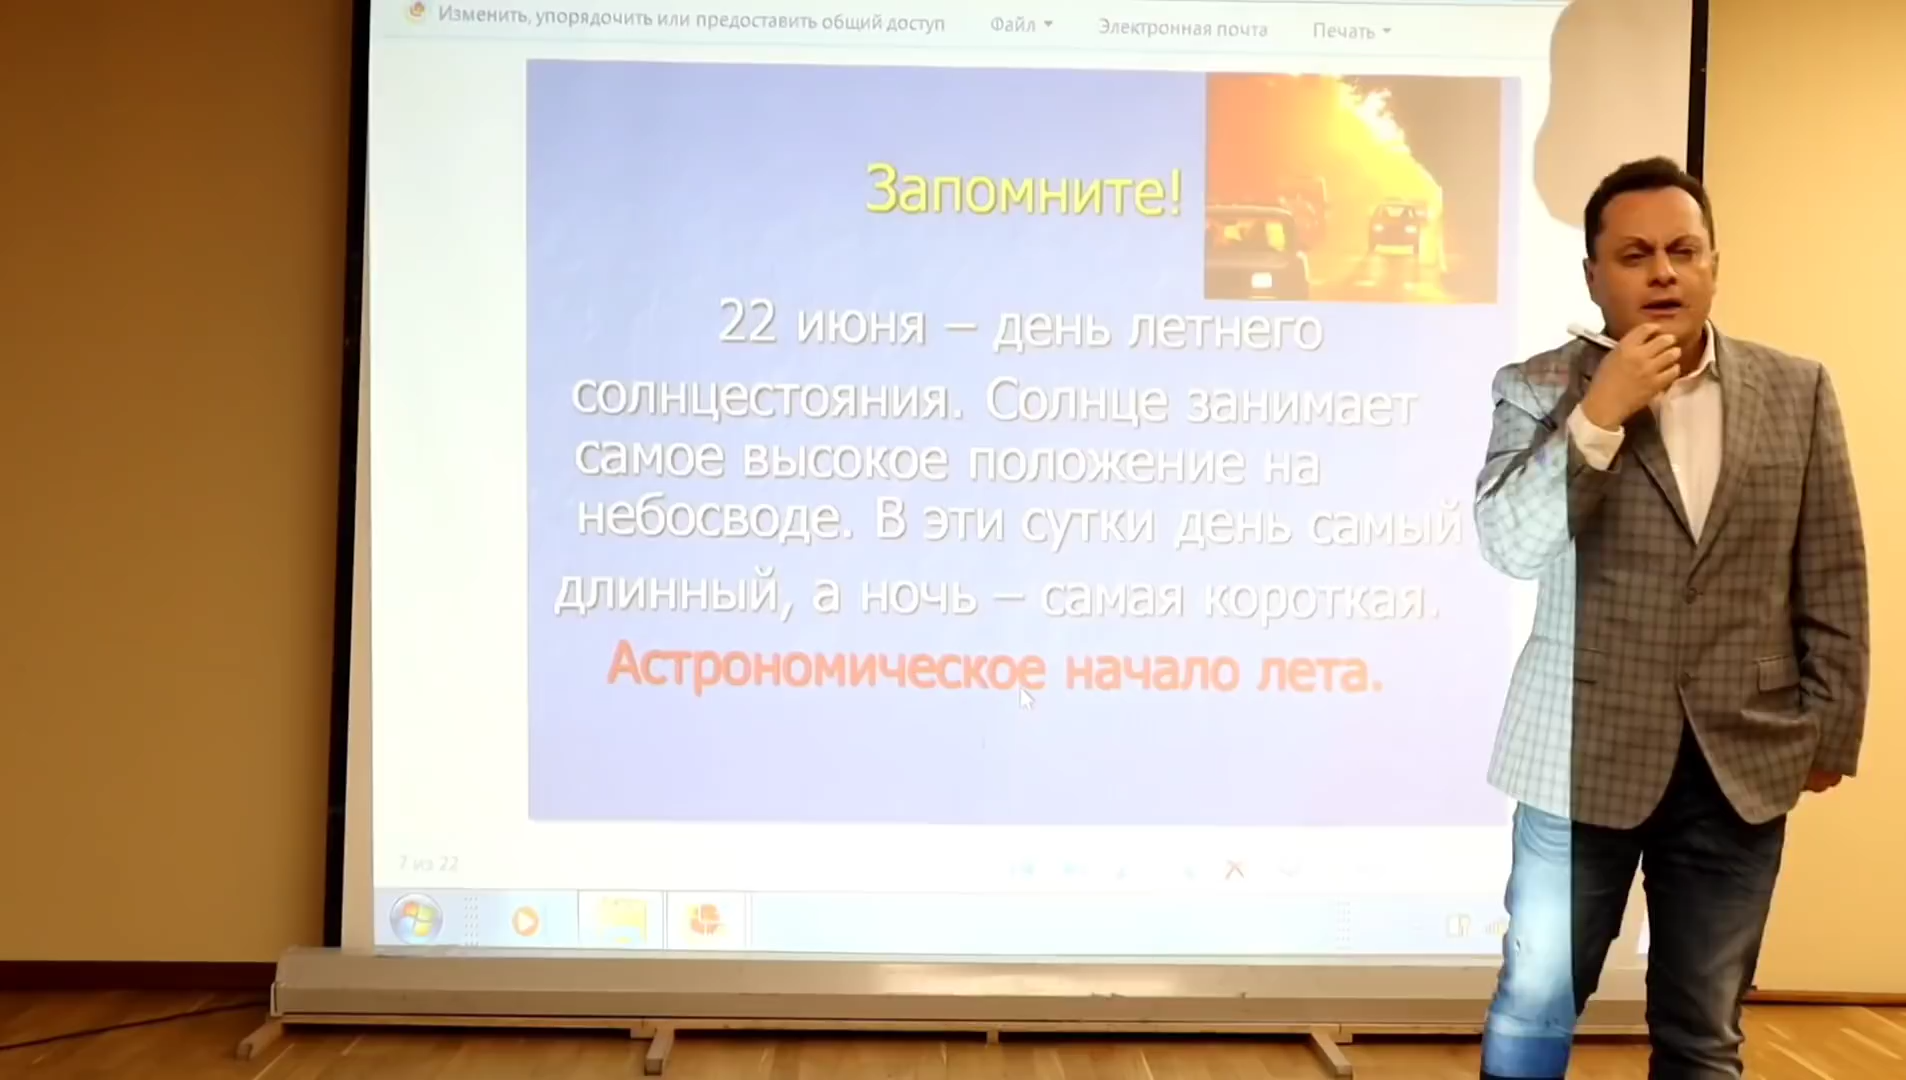 Изменить, упорядочить или предоставить общий доступ Файл Электронная почта Печать
Запомните!
22 июня – день летнего
солнцестояния. Солнце занимает
самое высокое положение на
небосводе. В эти сутки день самый
длинный, а ночь – самая короткая.
Астрономическое начало лета.
7 из 22